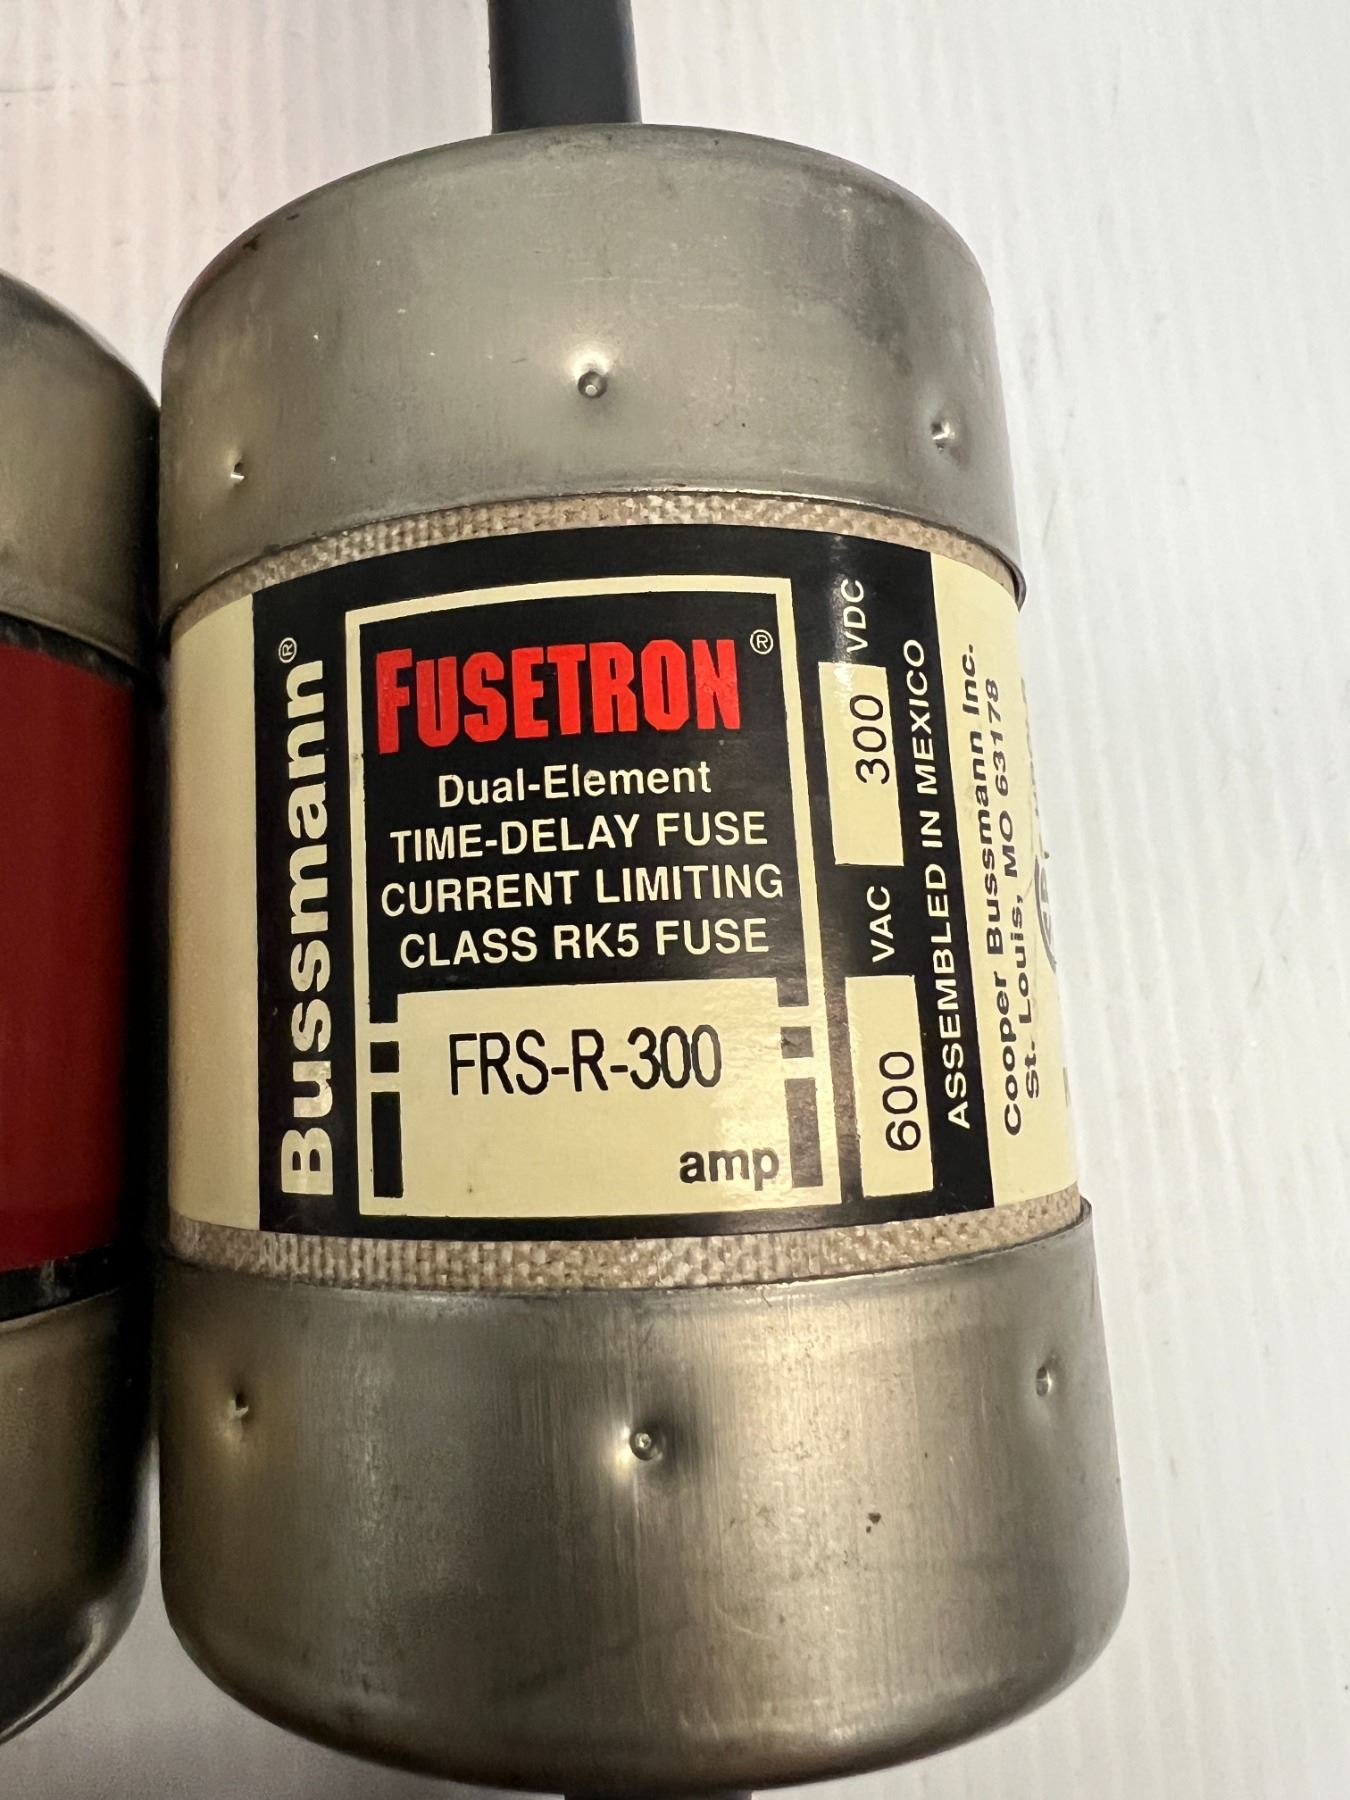 Bussmann®
FUSETRON®
Dual-Element
TIME-DELAY FUSE
CURRENT LIMITING
CLASS RK5 FUSE
FRS-R-300
amp
600 VAC 300 VDC
ASSEMBLED IN MEXICO
Cooper Bussmann Inc.
St. Louis, MO 63178